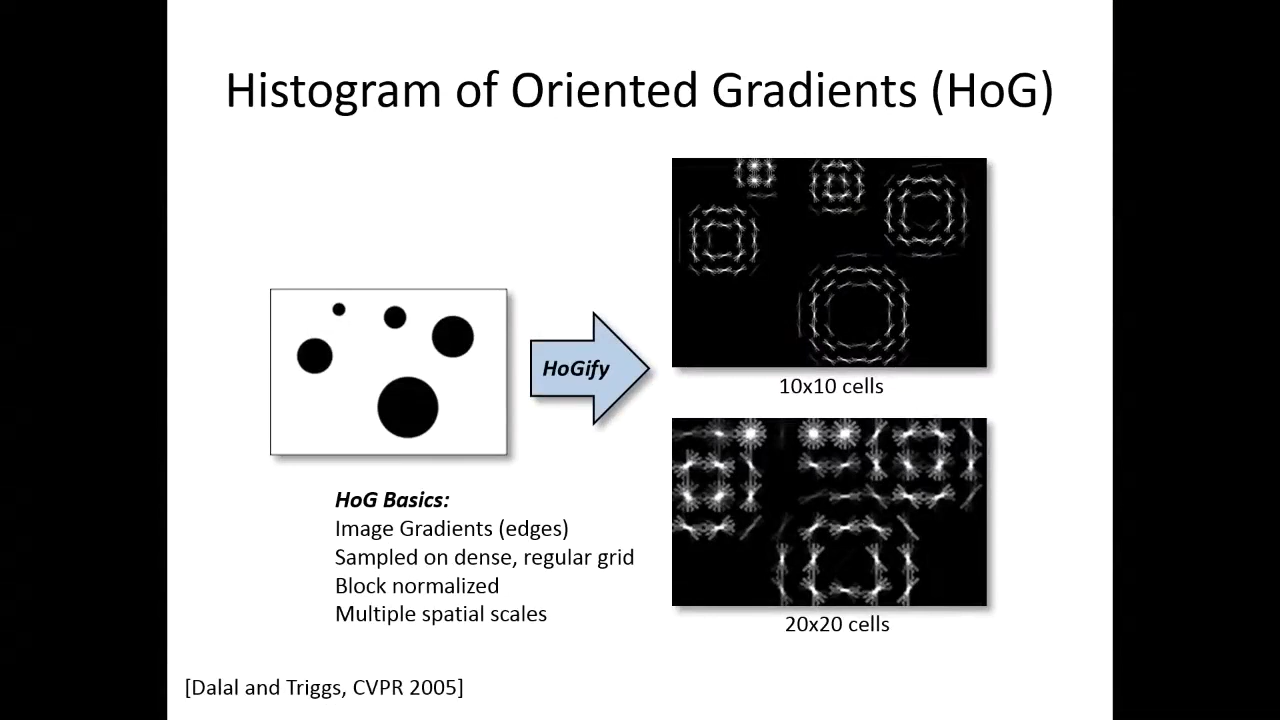 Histogram of Oriented Gradients (HoG)
HoGify
10x10 cells
20x20 cells
HoG Basics:
Image Gradients (edges)
Sampled on dense, regular grid
Block normalized
Multiple spatial scales
[Dalal and Triggs, CVPR 2005]